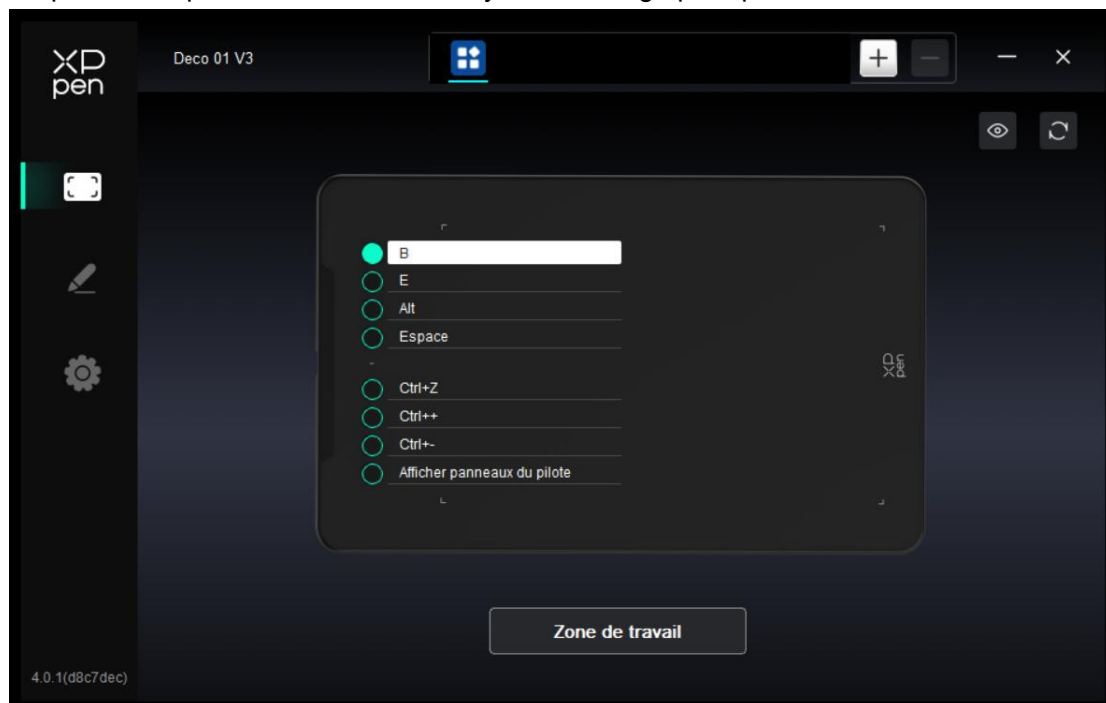 XP
pen
Deco 01 V3
B
E
Alt
Espace
-
Ctrl+Z
Ctrl++
Ctrl+-
Afficher panneaux du pilote
XP
pen
Zone de travail
4.0.1(d8c7dec)